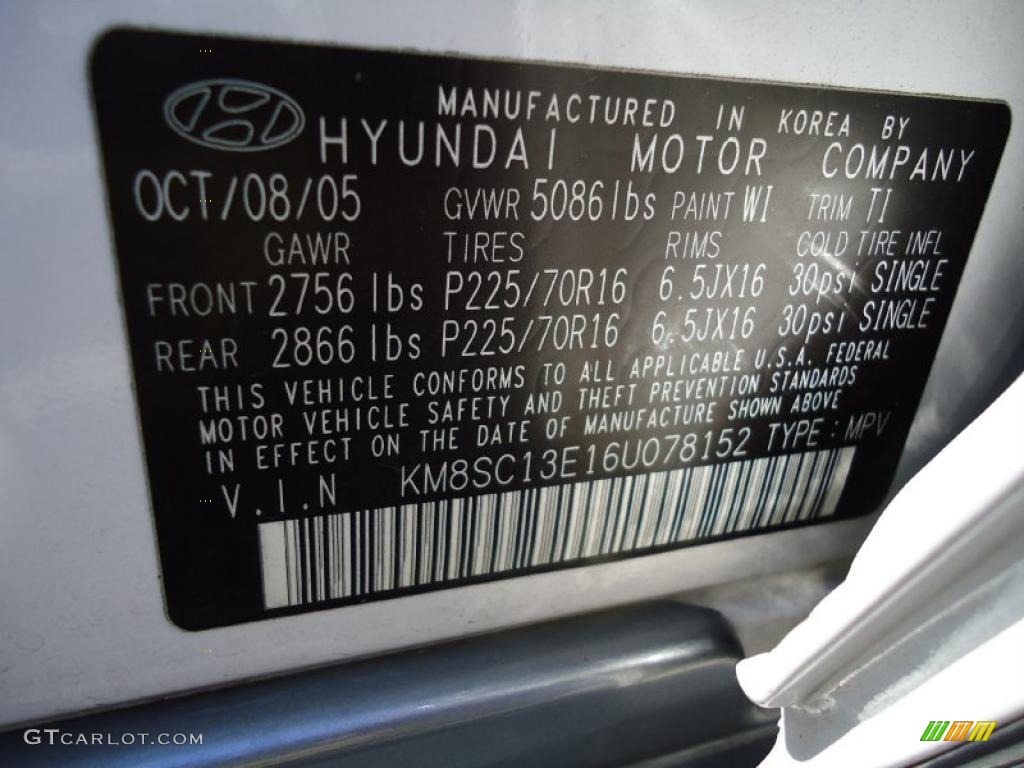 MANUFACTURED IN KOREA BY
HYUNDAI MOTOR COMPANY
OCT/08/05 GVWR 5086lbs PAINT WI TRIM TI
GAWR TIRES RIMS COLD TIRE INFL
FRONT 2756 lbs P225/70R16 6.5JX16 30psi SINGLE
REAR 2866 lbs P225/70R16 6.5JX16 30psi SINGLE
THIS VEHICLE CONFORMS TO ALL APPLICABLE U.S.A. FEDERAL
MOTOR VEHICLE SAFETY AND THEFT PREVENTION STANDARDS
IN EFFECT ON THE DATE OF MANUFACTURE SHOWN ABOVE
V.I.N KM8SC13E16U078152 TYPE : MPV
GTCARLOT.COM